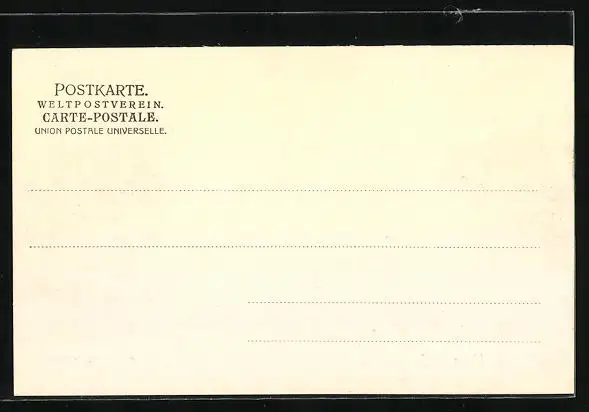 POSTKARTE.
WELTPOSTVEREIN.
CARTE-POSTALE.
UNION POSTALE UNIVERSELLE.